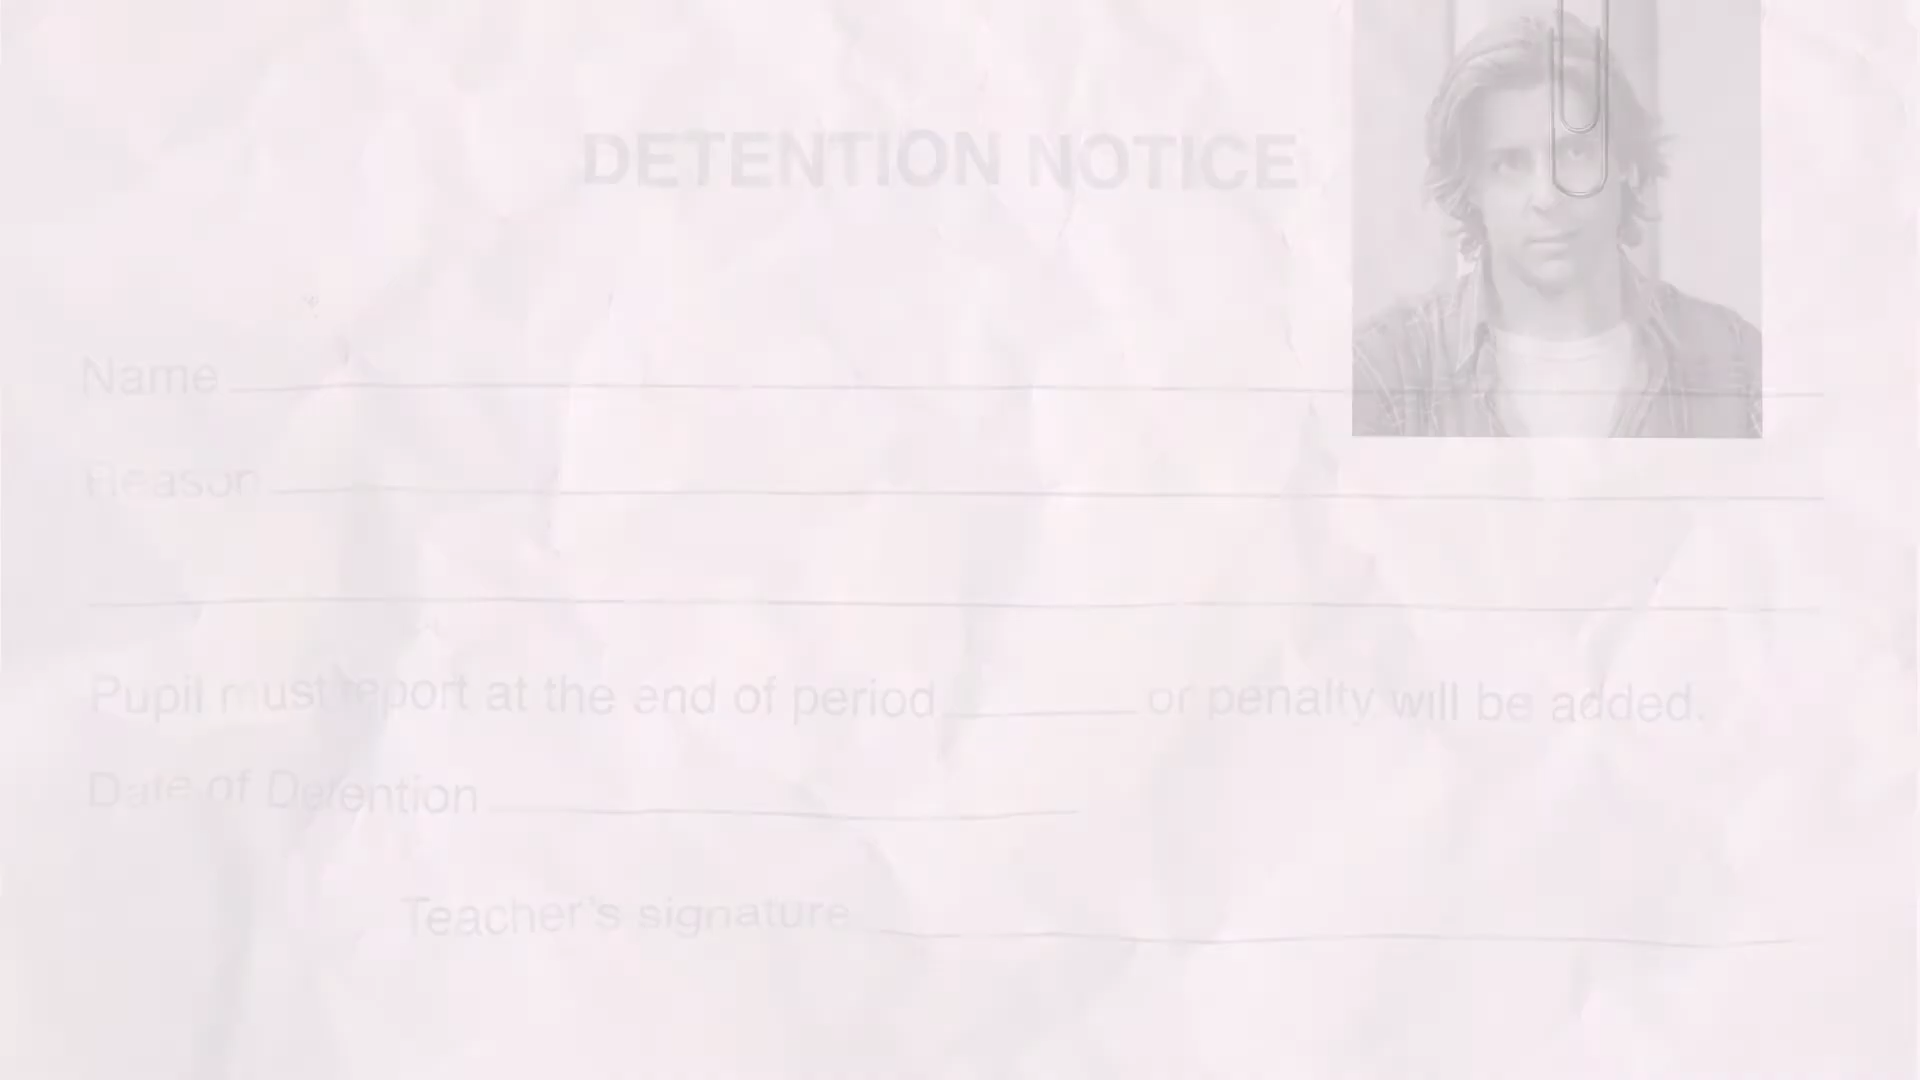 DETENTION NOTICE
Name
Reason
Pupil must report at the end of period or penalty will be added.
Date of Detention
Teacher's signature